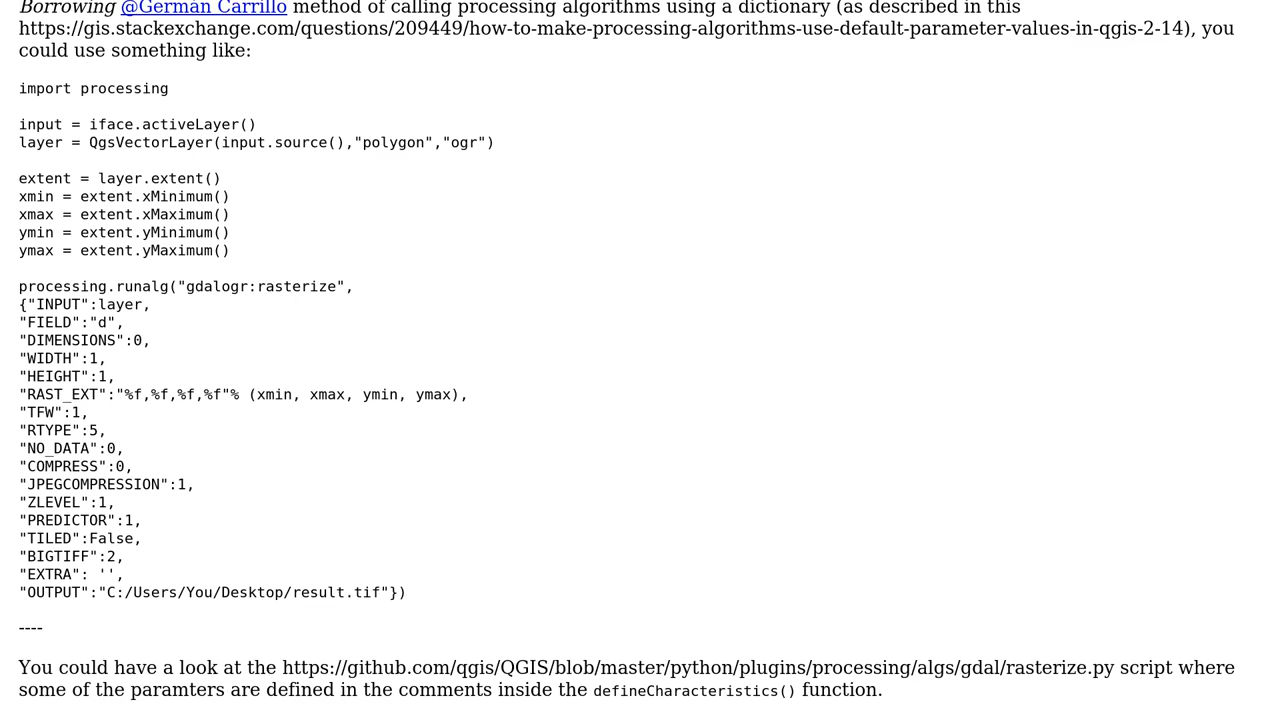 Borrowing @Germán Carrillo method of calling processing algorithms using a dictionary (as described in this
https://gis.stackexchange.com/questions/209449/how-to-make-processing-algorithms-use-default-parameter-values-in-qgis-2-14), you
could use something like:
import processing
input = iface.activeLayer()
layer = QgsVectorLayer(input.source(),"polygon","ogr")
extent = layer.extent()
xmin = extent.xMinimum()
xmax = extent.xMaximum()
ymin = extent.yMinimum()
ymax = extent.yMaximum()
processing.runalg("gdalogr:rasterize",
{"INPUT":layer,
"FIELD":"d",
"DIMENSIONS":0,
"WIDTH":1,
"HEIGHT":1,
"RAST_EXT":"%f,%f,%f,%f"% (xmin, xmax, ymin, ymax),
"TFW":1,
"RTYPE":5,
"NO_DATA":0,
"COMPRESS":0,
"JPEGCOMPRESSION":1,
"ZLEVEL":1,
"PREDICTOR":1,
"TILED":False,
"BIGTIFF":2,
"EXTRA": '',
"OUTPUT":"C:/Users/You/Desktop/result.tif"})
----
You could have a look at the https://github.com/qgis/QGIS/blob/master/python/plugins/processing/algs/gdal/rasterize.py script where
some of the paramters are defined in the comments inside the defineCharacteristics() function.